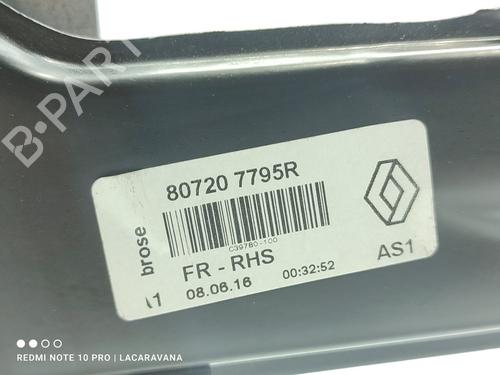 B-PARTS
80720 7795R
brose
C39780-100
FR - RHS
AS1
08.06.16
00:32:52
REDMI NOTE 10 PRO | LACARAVANA